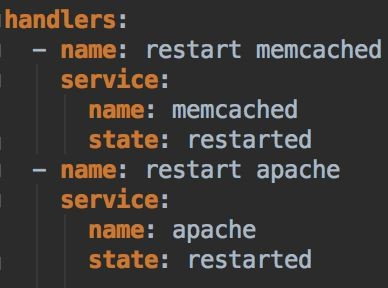 handlers:
  - name: restart memcached
    service:
      name: memcached
      state: restarted
  - name: restart apache
    service:
      name: apache
      state: restarted